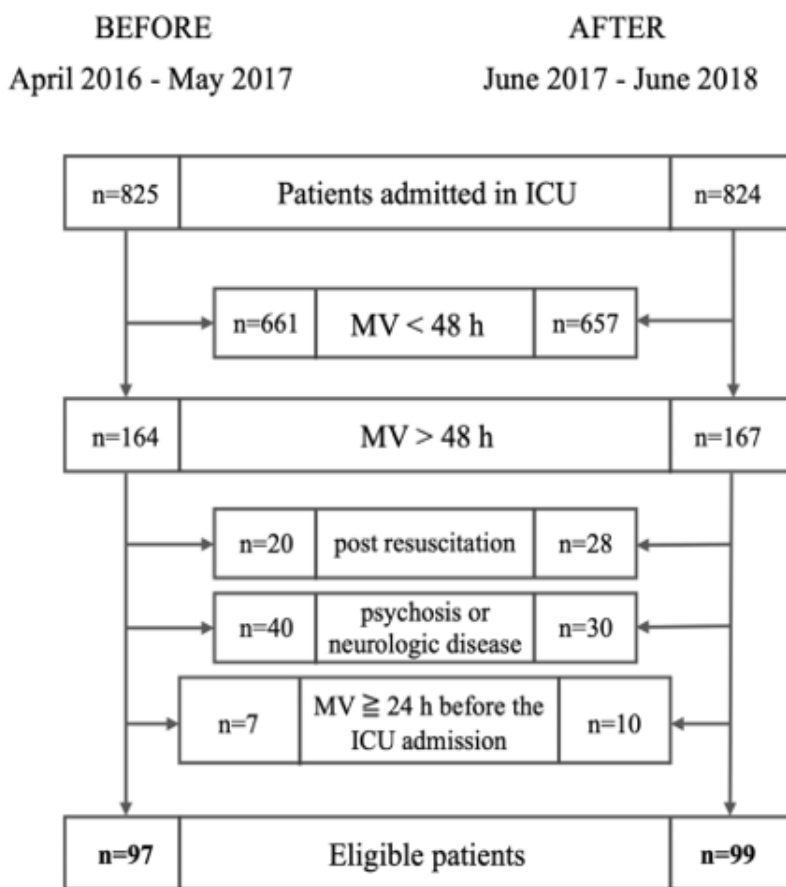 BEFORE AFTER
April 2016 - May 2017 June 2017 - June 2018
n=825 Patients admitted in ICU n=824
n=661 MV < 48 h n=657
n=164 MV > 48 h n=167
n=20 post resuscitation n=28
n=40 psychosis or neurologic disease n=30
n=7 MV ≧ 24 h before the ICU admission n=10
n=97 Eligible patients n=99